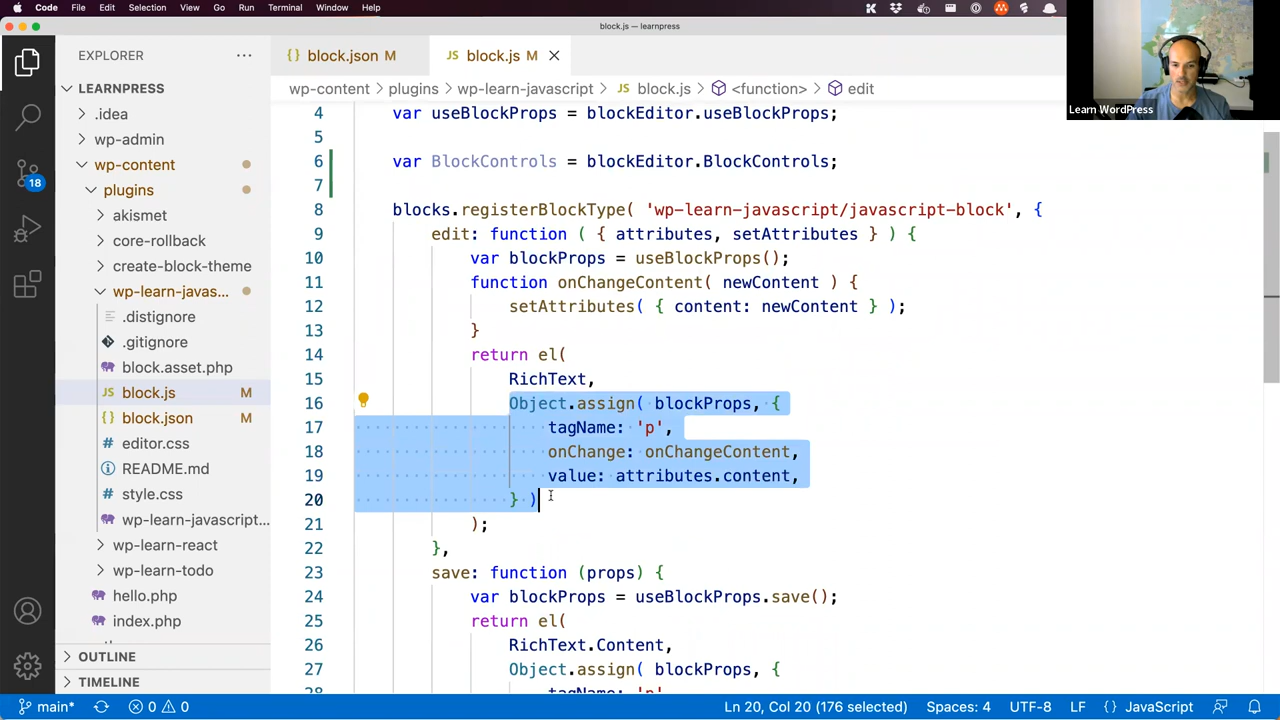 Code File Edit Selection View Go Run Terminal Window Help
block.js — learnpress
EXPLORER
block.json M
JS block.js M
Learn WordPress
LEARNPRESS
wp-content > plugins > wp-learn-javascript > JS block.js > <function> > edit
.idea
wp-admin
wp-content
plugins
akismet
core-rollback
create-block-theme
wp-learn-javas...
.distignore
.gitignore
block.asset.php
JS block.js M
block.json M
editor.css
README.md
style.css
wp-learn-javascript...
wp-learn-react
wp-learn-todo
hello.php
index.php
OUTLINE
TIMELINE
18
4 var useBlockProps = blockEditor.useBlockProps;
5
6 var BlockControls = blockEditor.BlockControls;
7
8 blocks.registerBlockType( 'wp-learn-javascript/javascript-block', {
9 edit: function ( { attributes, setAttributes } ) {
10 var blockProps = useBlockProps();
11 function onChangeContent( newContent ) {
12 setAttributes( { content: newContent } );
13 }
14 return el(
15 RichText,
16 Object.assign( blockProps, {
17 tagName: 'p',
18 onChange: onChangeContent,
19 value: attributes.content,
20 } )
21 );
22 },
23 save: function (props) {
24 var blockProps = useBlockProps.save();
25 return el(
26 RichText.Content,
27 Object.assign( blockProps, {
main* 0 0 Ln 20, Col 20 (176 selected) Spaces: 4 UTF-8 LF {} JavaScript